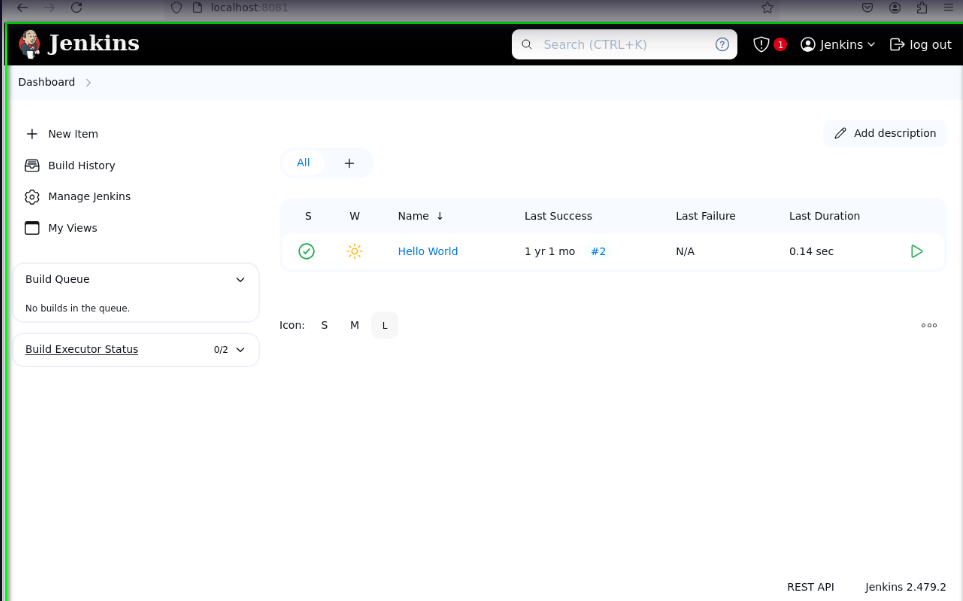 localhost:8081
Jenkins
Search (CTRL+K)
1
Jenkins
log out
Dashboard
New Item
Build History
Manage Jenkins
My Views
Build Queue
No builds in the queue.
Build Executor Status 0/2
Add description
All +
S W Name ↓ Last Success Last Failure Last Duration
Hello World 1 yr 1 mo #2 N/A 0.14 sec
Icon: S M L
REST API Jenkins 2.479.2